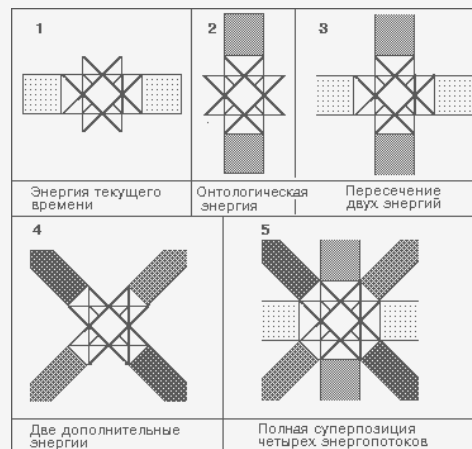 1
2
3
Энергия текущего
времени
Онтологическая
энергия
Пересечение
двух энергий
4
5
Две дополнительные
энергии
Полная суперпозиция
четырех энергопотоков